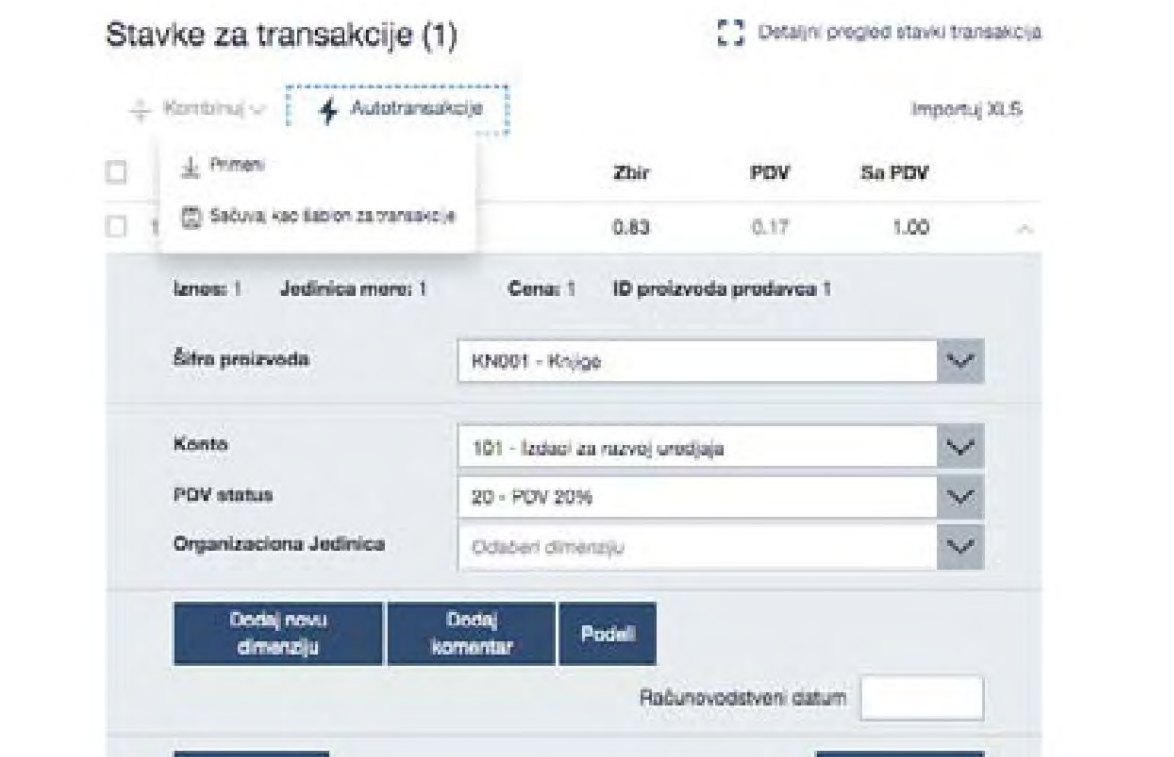 Stavke za transakcije (1)
Detaljni pregled stavki transakcija
Kombinuj
Autotransakcije
Importuj XLS
Primeni
Zbir PDV Sa PDV
Sačuvaj kao šablon za transakcije
1 0.83 0.17 1.00
Iznos: 1 Jedinica mere: 1 Cena: 1 ID proizvoda prodavca 1
Šifra proizvoda
KN001 - Knjige
Konto
101 - Izdaci za razvoj uredjaja
PDV status
20 - PDV 20%
Organizaciona Jedinica
Odaberi dimenziju
Dodaj novu
dimenziju
Dodaj
komentar
Podeli
Računovodstveni datum